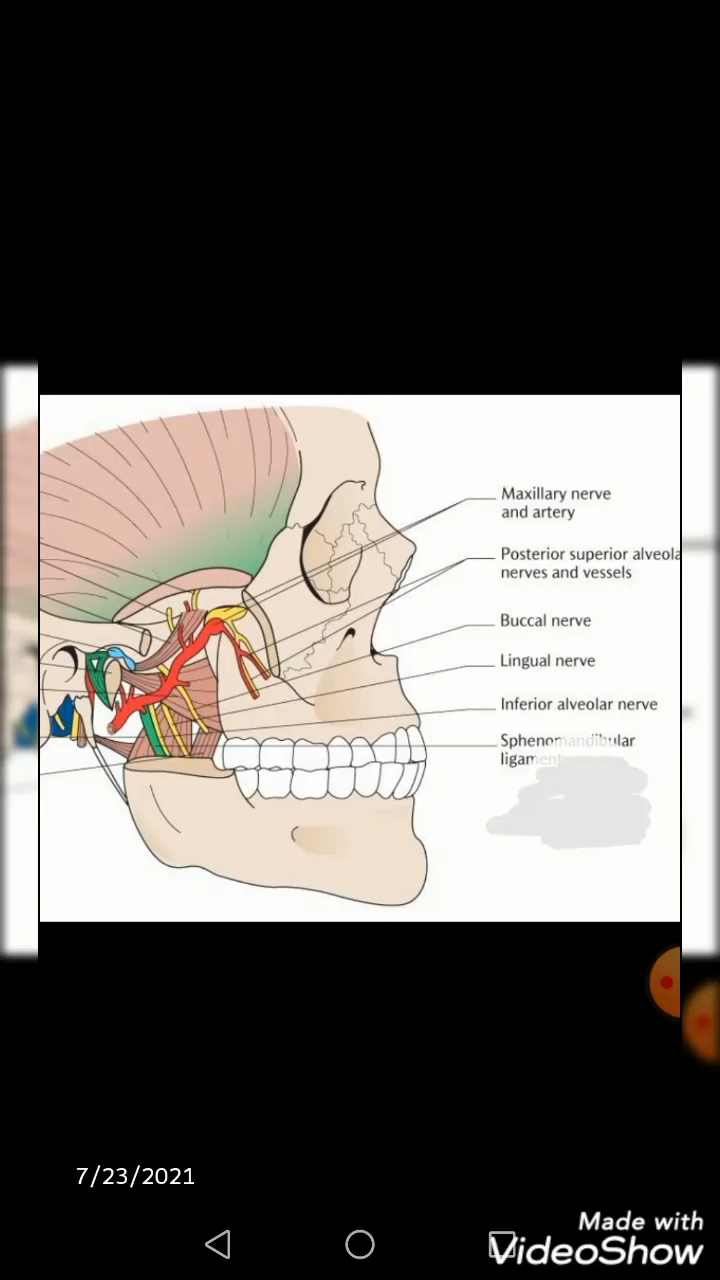 Maxillary nerve
and artery
Posterior superior alveola
nerves and vessels
Buccal nerve
Lingual nerve
Inferior alveolar nerve
Sphenomandibular
ligament
7/23/2021
Made with
VideoShow